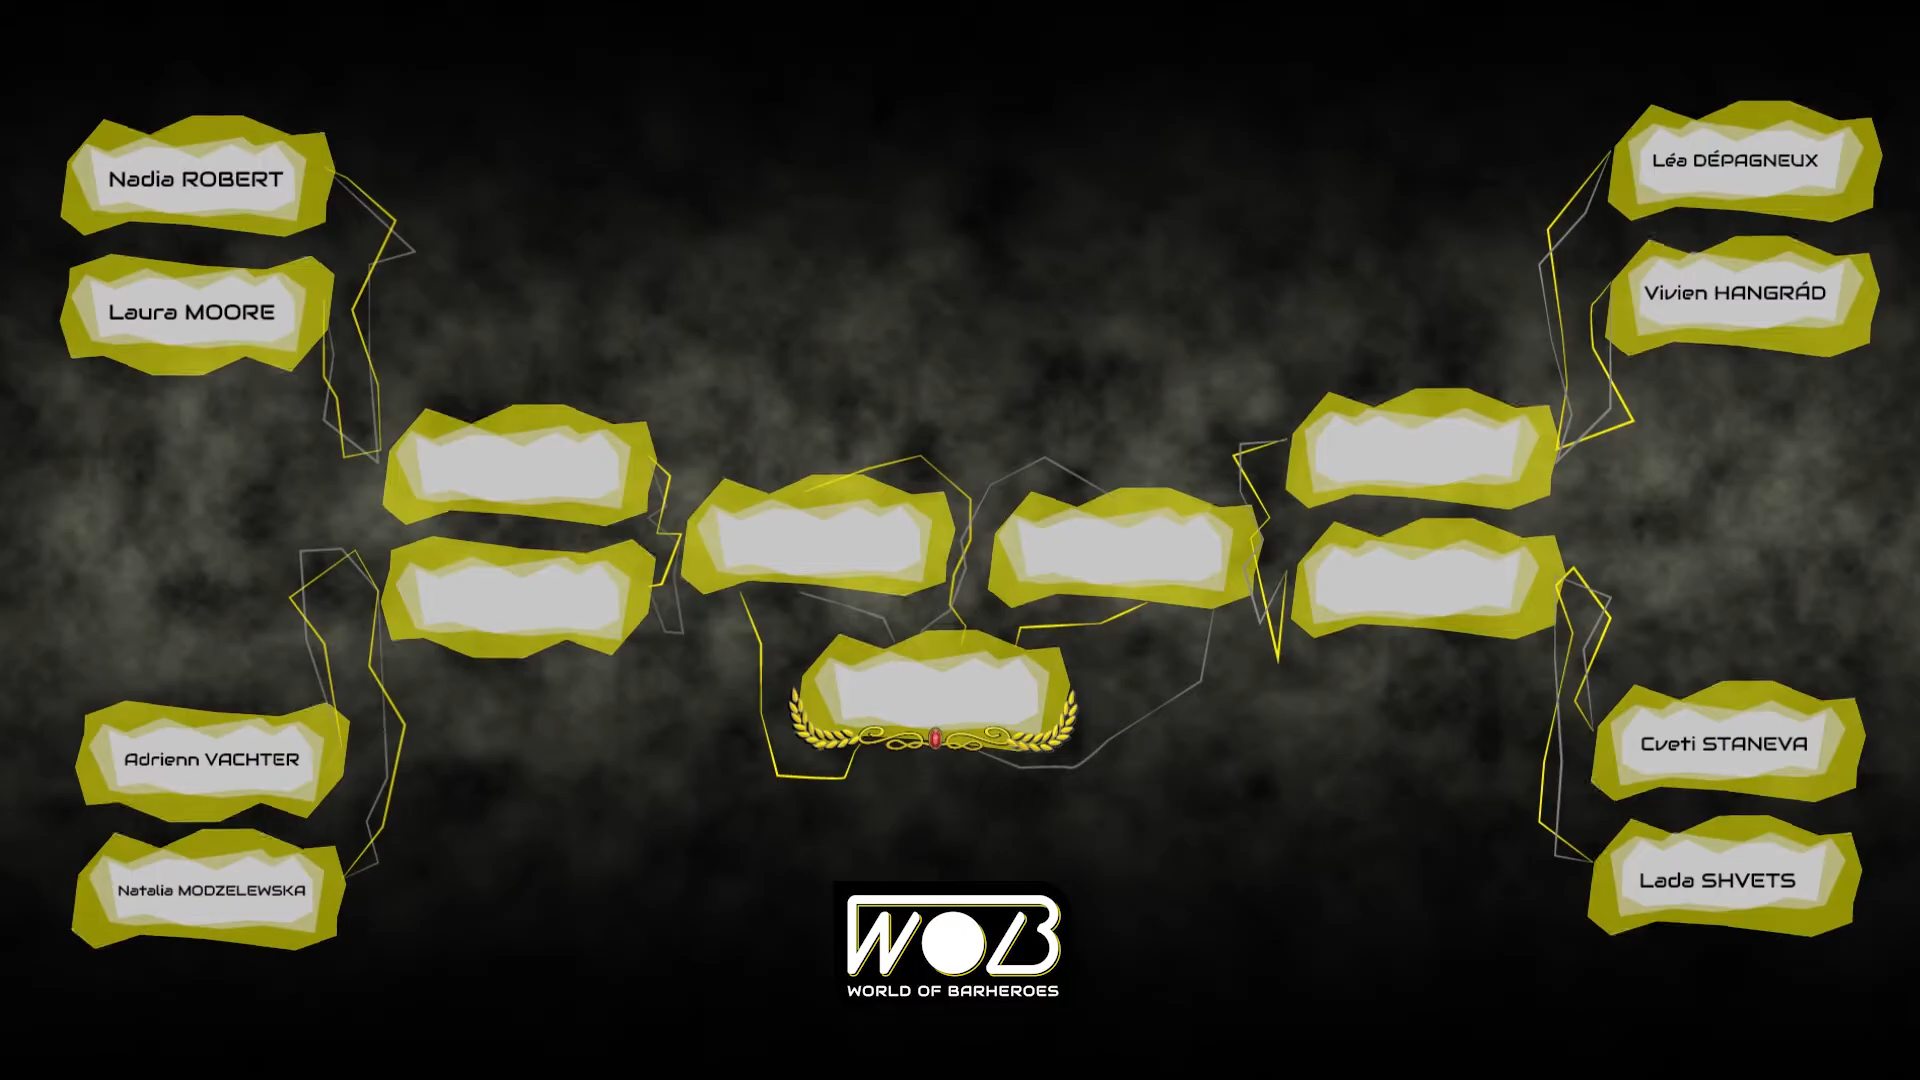 Nadia ROBERT
Laura MOORE
Adrienn VACHTER
Natalia MODZELEWSKA
Léa DÉPAGNEUX
Vivien HANGRÁD
Cveti STANEVA
Lada SHVETS
WOB
WORLD OF BARHEROES